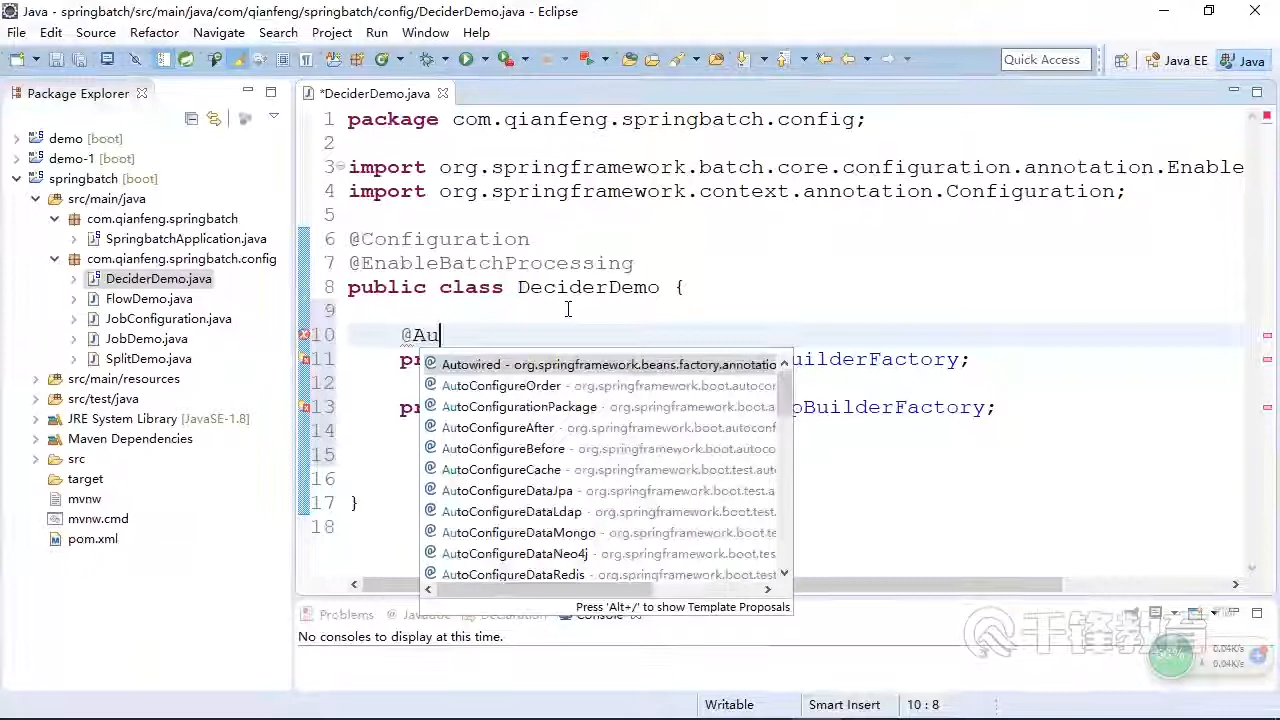 Java - springbatch/src/main/java/com/qianfeng/springbatch/config/DeciderDemo.java - Eclipse
File Edit Source Refactor Navigate Search Project Run Window Help
Quick Access
Java EE
Java
Package Explorer
*DeciderDemo.java
demo [boot]
demo-1 [boot]
springbatch [boot]
src/main/java
com.qianfeng.springbatch
SpringbatchApplication.java
com.qianfeng.springbatch.config
DeciderDemo.java
FlowDemo.java
JobConfiguration.java
JobDemo.java
SplitDemo.java
src/main/resources
src/test/java
JRE System Library [JavaSE-1.8]
Maven Dependencies
src
target
mvnw
mvnw.cmd
pom.xml
1 package com.qianfeng.springbatch.config;
2
3 import org.springframework.batch.core.configuration.annotation.Enable
4 import org.springframework.context.annotation.Configuration;
5
6 @Configuration
7 @EnableBatchProcessing
8 public class DeciderDemo {
9
10 @Au
11 pr uilderFactory;
12
13 pr pBuilderFactory;
14
15
16
17 }
18
Autowired - org.springframework.beans.factory.annotatio
AutoConfigureOrder - org.springframework.boot.autocor
AutoConfigurationPackage - org.springframework.boot.a
AutoConfigureAfter - org.springframework.boot.autoconf
AutoConfigureBefore - org.springframework.boot.autoco
AutoConfigureCache - org.springframework.boot.test.aut
AutoConfigureDataJpa - org.springframework.boot.test.a
AutoConfigureDataLdap - org.springframework.boot.test.
AutoConfigureDataMongo - org.springframework.boot.te
AutoConfigureDataNeo4j - org.springframework.boot.tes
AutoConfigureDataRedis - org.springframework.boot.test
Press 'Alt+/' to show Template Proposals
Problems @ Javadoc Declaration Console
No consoles to display at this time.
千锋教育
0.04K/s
0.04K/s
Writable
Smart Insert
10 : 8